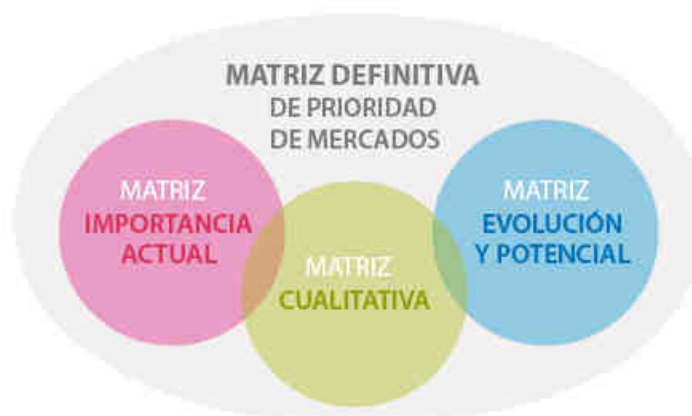 MATRIZ DEFINITIVA
DE PRIORIDAD
DE MERCADOS
MATRIZ
IMPORTANCIA
ACTUAL
MATRIZ
CUALITATIVA
MATRIZ
EVOLUCIÓN
Y POTENCIAL